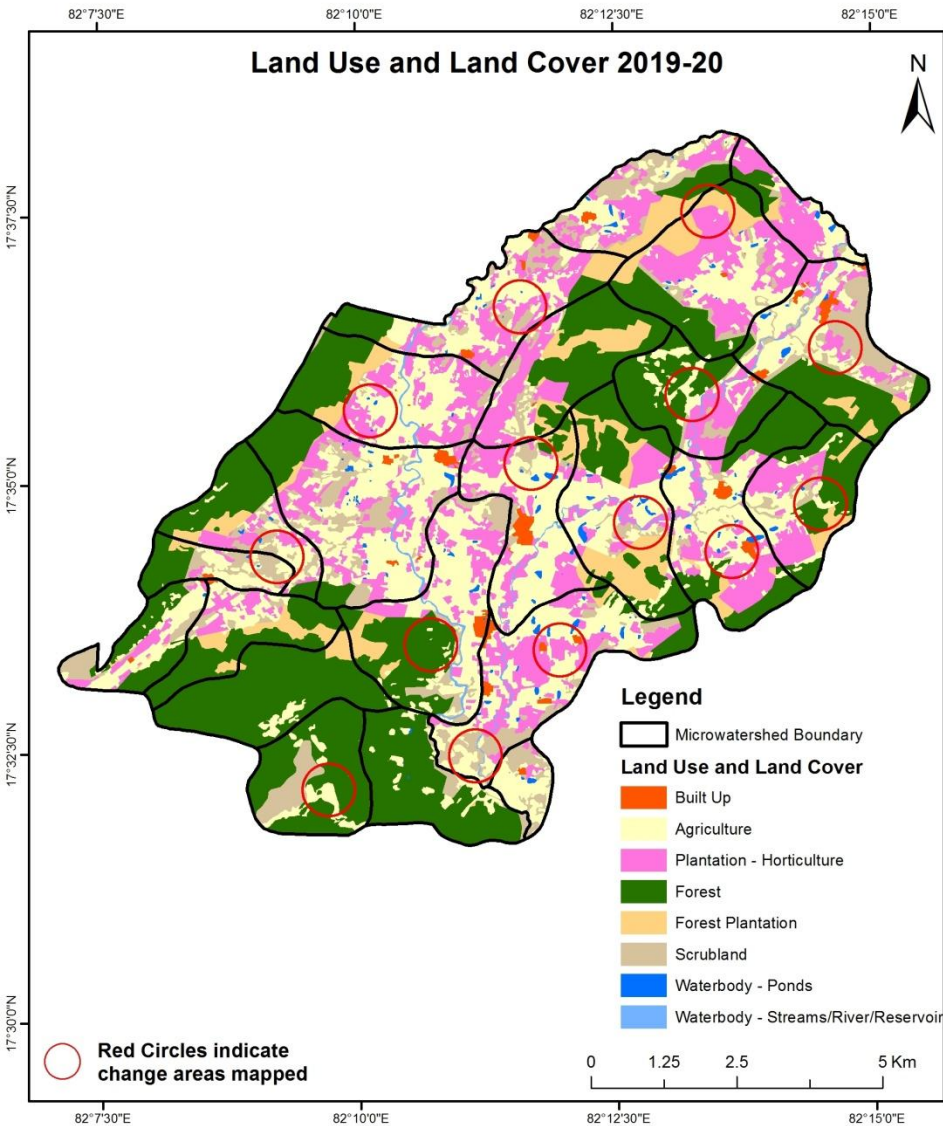 82°7'30"E 82°10'0"E 82°12'30"E 82°15'0"E
Land Use and Land Cover 2019-20
N
17°37'30"N
17°35'0"N
17°32'30"N
17°30'0"N
Legend
Microwatershed Boundary
Land Use and Land Cover
Built Up
Agriculture
Plantation - Horticulture
Forest
Forest Plantation
Scrubland
Waterbody - Ponds
Waterbody - Streams/River/Reservoir
Red Circles indicate
change areas mapped
0 1.25 2.5 5 Km
82°7'30"E 82°10'0"E 82°12'30"E 82°15'0"E